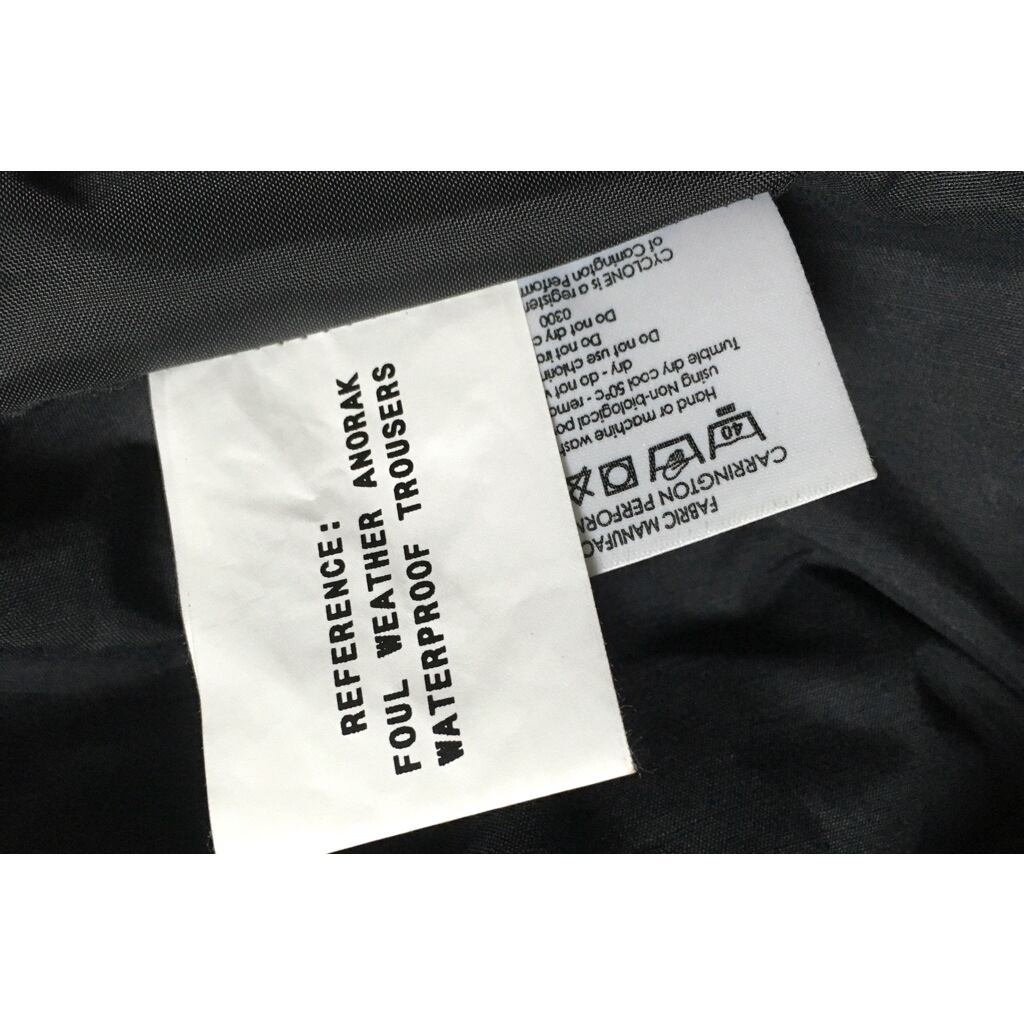 REFERENCE:
FOUL WEATHER ANORAK
WATERPROOF TROUSERS
FABRIC MANUFAC
CARRINGTON PERFORM
40
Hand or machine wash
using Non-biological po
Tumble dry cool 50°c - remo
dry - do not
Do not use chlori
Do not iro
Do not dry c
0300
CYCLONE is a register
of Carrington Perform